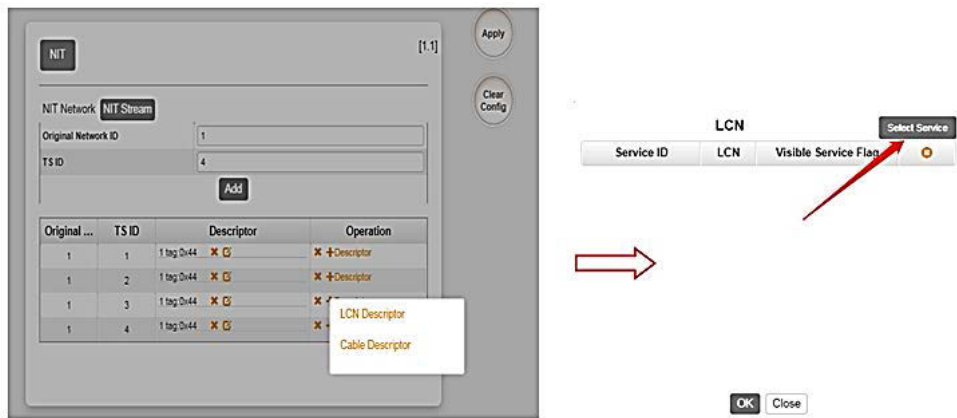 NIT
[1.1]
Apply
Clear
Config
NIT Network NIT Stream
Original Network ID 1
TS ID 4
Add
Original ... TS ID Descriptor Operation
1 1 1 tag:0x44 +Descriptor
1 2 1 tag:0x44 +Descriptor
1 3 1 tag:0x44
1 4 1 tag:0x44
LCN Descriptor
Cable Descriptor
LCN
Select Service
Service ID LCN Visible Service Flag
OK Close